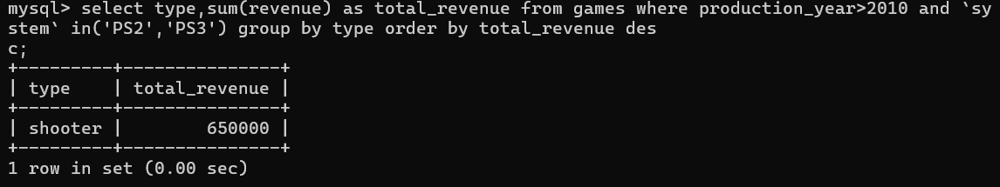 mysql> select type,sum(revenue) as total_revenue from games where production_year>2010 and `sy
stem` in('PS2','PS3') group by type order by total_revenue des
c;
+---------+---------------+
| type    | total_revenue |
+---------+---------------+
| shooter |        650000 |
+---------+---------------+
1 row in set (0.00 sec)